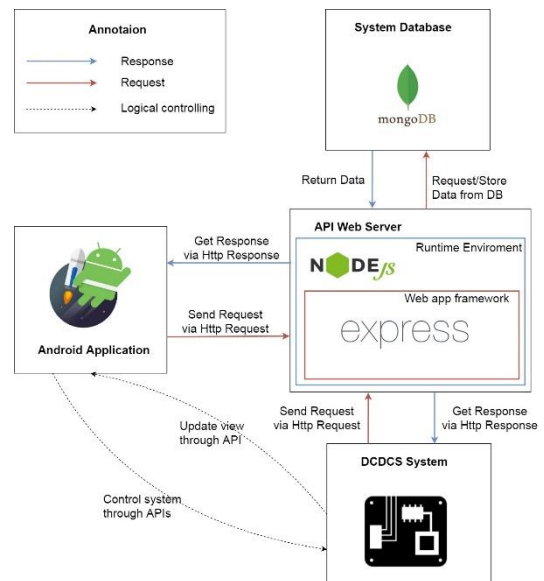 Annotaion
Response
Request
Logical controlling
System Database
mongoDB
Return Data
Request/Store
Data from DB
API Web Server
Runtime Enviroment
NODEJS
Web app framework
express
Get Response
via Http Response
Send Request
via Http Request
Android Application
Update view
through API
Control system
through APIs
Send Request
via Http Request
Get Response
via Http Response
DCDCS System